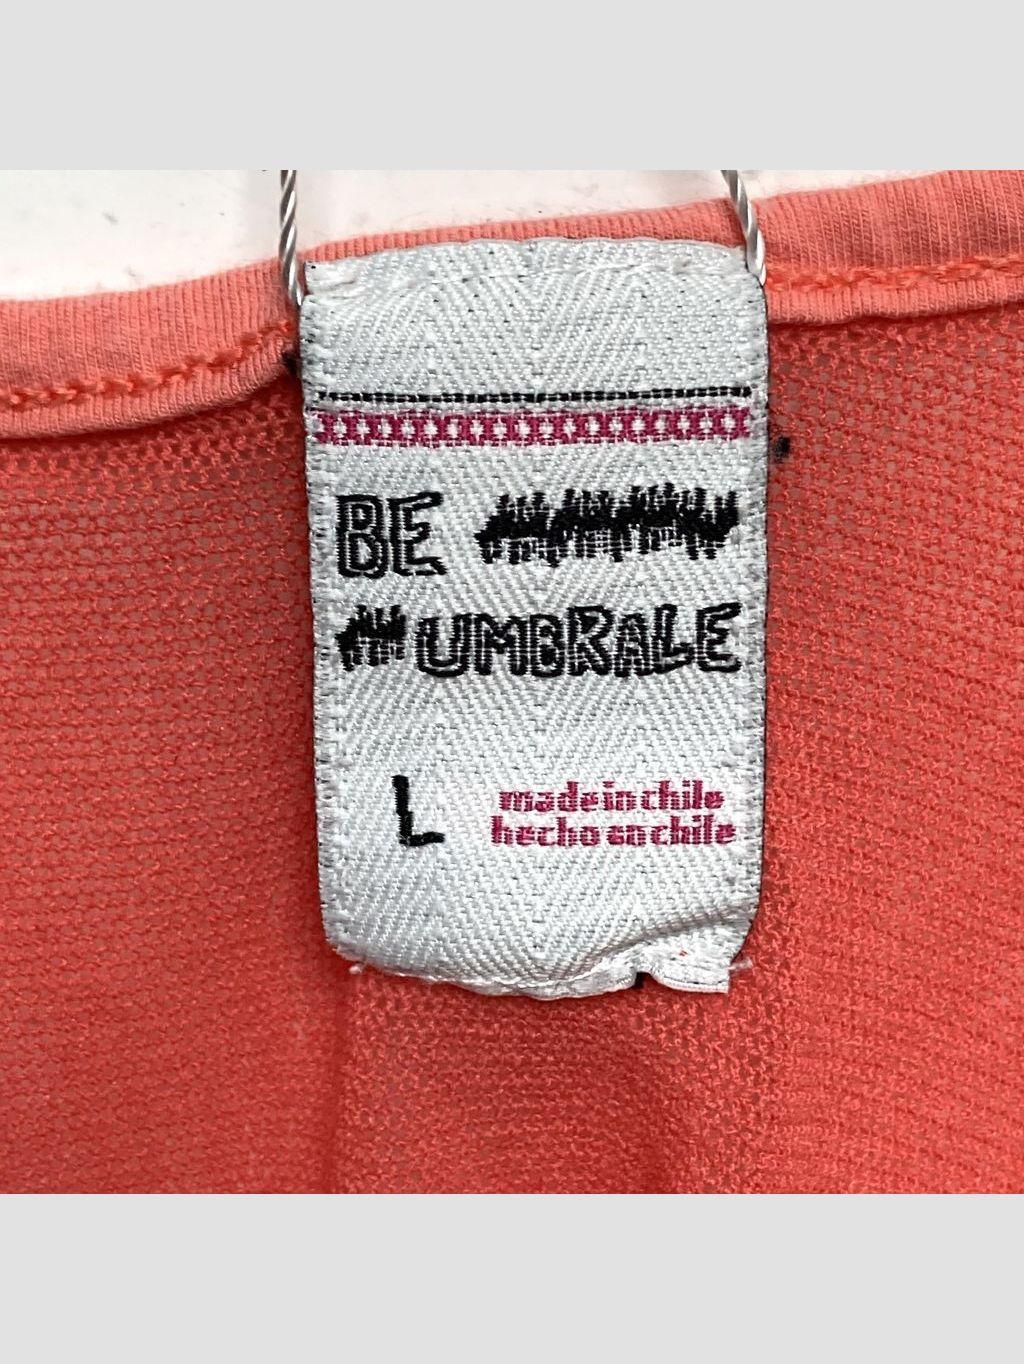 BE
UMBRALE
L
made in chile
hecho en chile